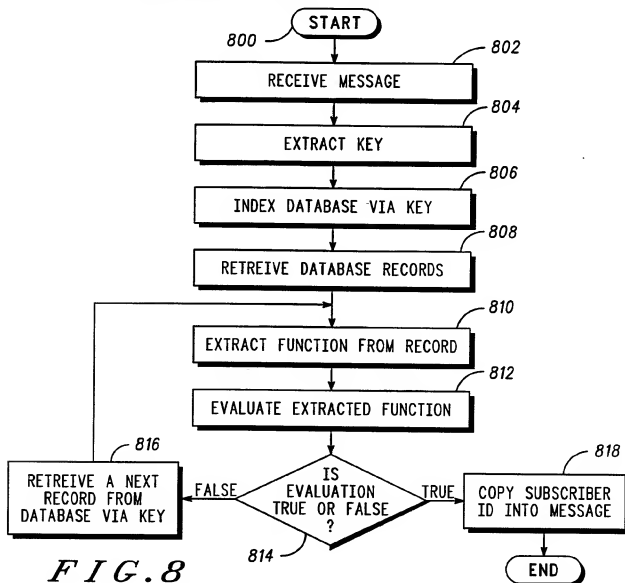 800
START
802
RECEIVE MESSAGE
804
EXTRACT KEY
806
INDEX DATABASE VIA KEY
808
RETREIVE DATABASE RECORDS
810
EXTRACT FUNCTION FROM RECORD
812
EVALUATE EXTRACTED FUNCTION
816
RETREIVE A NEXT
RECORD FROM
DATABASE VIA KEY
FALSE
IS
EVALUATION
TRUE OR FALSE
?
814
TRUE
818
COPY SUBSCRIBER
ID INTO MESSAGE
END
FIG.8